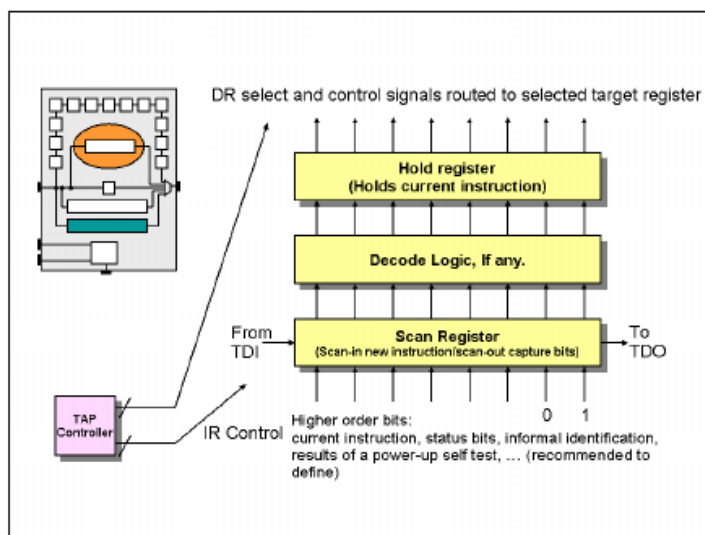 DR select and control signals routed to selected target register
Hold register
(Holds current instruction)
Decode Logic, If any.
From
TDI
Scan Register
(Scan-in new instruction/scan-out capture bits)
To
TDO
TAP
Controller
IR Control
0 1
Higher order bits:
current instruction, status bits, informal identification,
results of a power-up self test, … (recommended to
define)